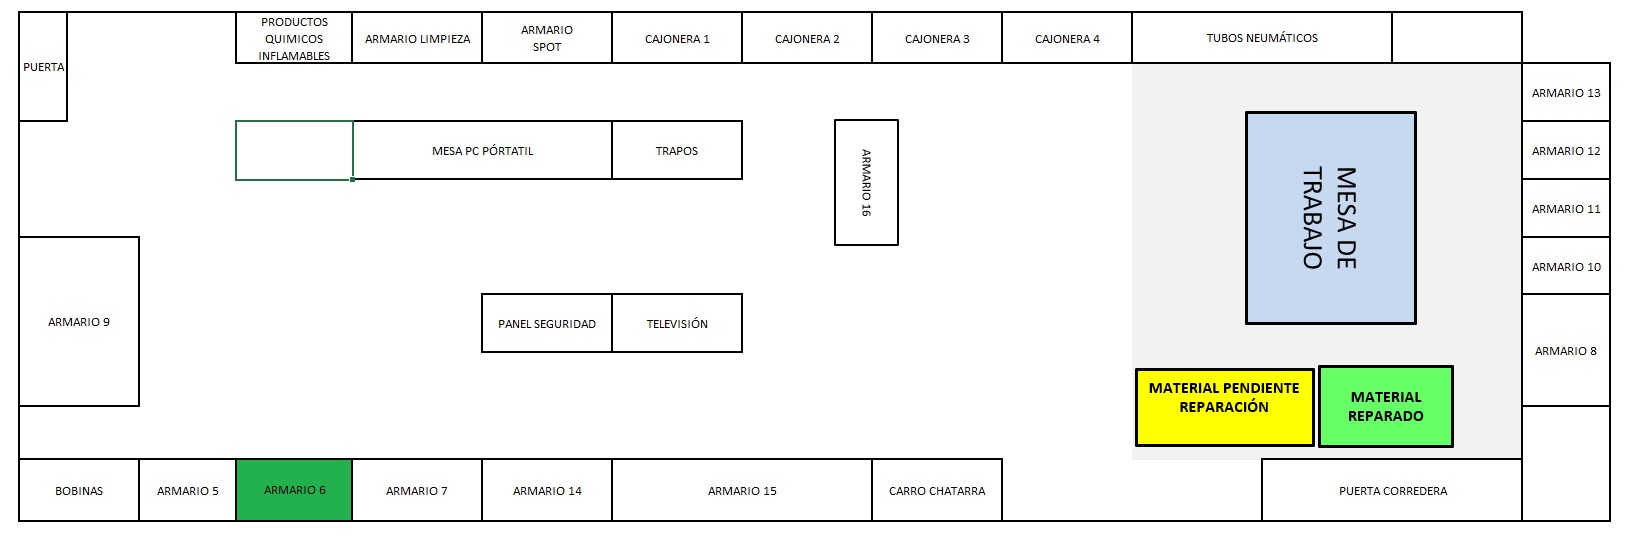 PUERTA
PRODUCTOS
QUIMICOS
INFLAMABLES
ARMARIO LIMPIEZA
ARMARIO
SPOT
CAJONERA 1
CAJONERA 2
CAJONERA 3
CAJONERA 4
TUBOS NEUMÁTICOS
ARMARIO 13
MESA PC PÓRTATIL
TRAPOS
ARMARIO 16
MESA DE
TRABAJO
ARMARIO 12
ARMARIO 11
ARMARIO 10
ARMARIO 9
PANEL SEGURIDAD
TELEVISIÓN
ARMARIO 8
MATERIAL PENDIENTE
REPARACIÓN
MATERIAL
REPARADO
BOBINAS
ARMARIO 5
ARMARIO 6
ARMARIO 7
ARMARIO 14
ARMARIO 15
CARRO CHATARRA
PUERTA CORREDERA